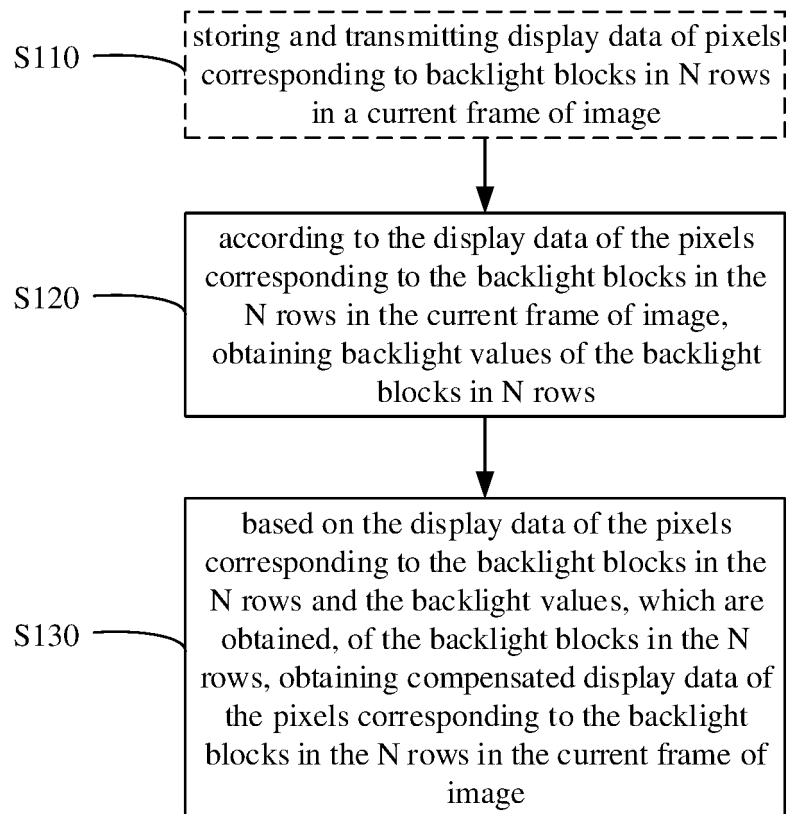 S110
storing and transmitting display data of pixels
corresponding to backlight blocks in N rows
in a current frame of image
S120
according to the display data of the pixels
corresponding to the backlight blocks in the
N rows in the current frame of image,
obtaining backlight values of the backlight
blocks in N rows
S130
based on the display data of the pixels
corresponding to the backlight blocks in the
N rows and the backlight values, which are
obtained, of the backlight blocks in the N
rows, obtaining compensated display data of
the pixels corresponding to the backlight
blocks in the N rows in the current frame of
image